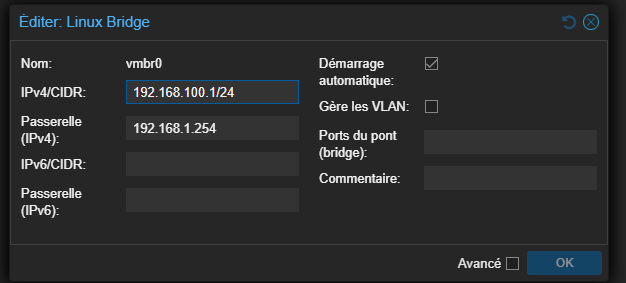 Éditer: Linux Bridge
Nom: vmbr0
IPv4/CIDR: 192.168.100.1/24
Passerelle
(IPv4): 192.168.1.254
IPv6/CIDR:
Passerelle
(IPv6):
Démarrage
automatique:
Gère les VLAN:
Ports du pont
(bridge):
Commentaire:
Avancé
OK